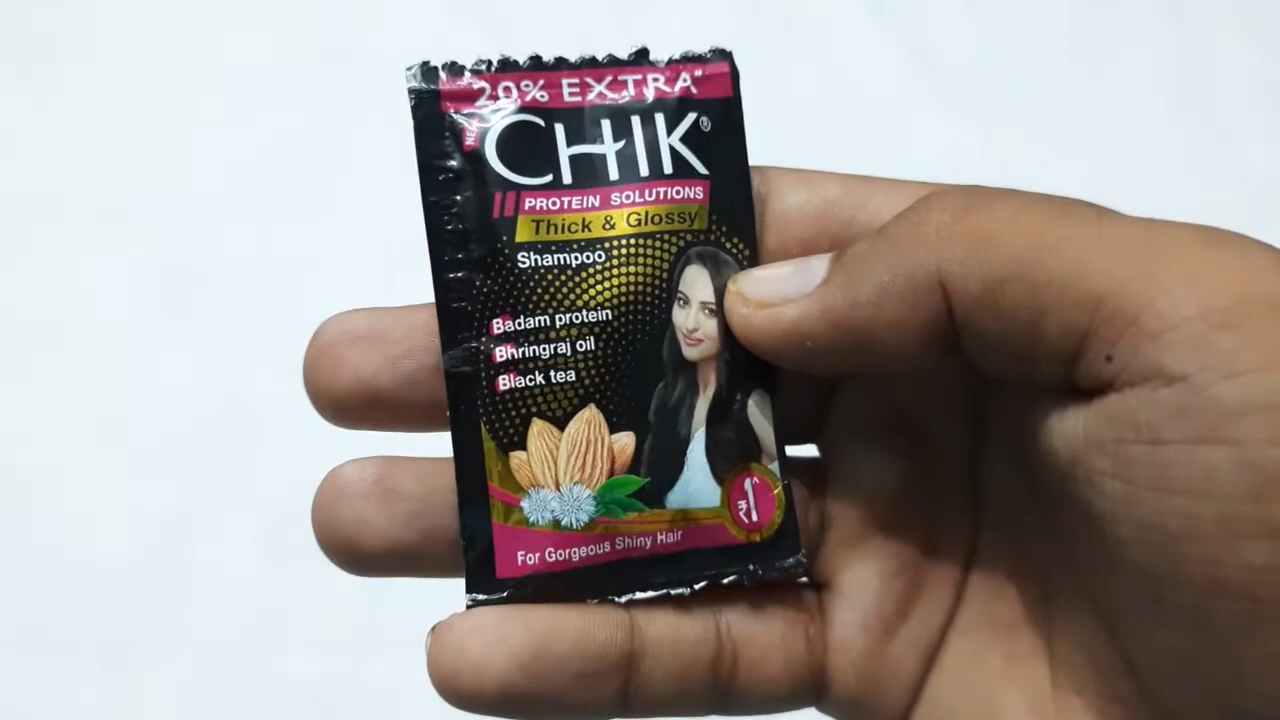 20% EXTRA*
NEW
CHIK®
PROTEIN SOLUTIONS
Thick & Glossy
Shampoo
Badam protein
Bhringraj oil
Black tea
₹1^
For Gorgeous Shiny Hair